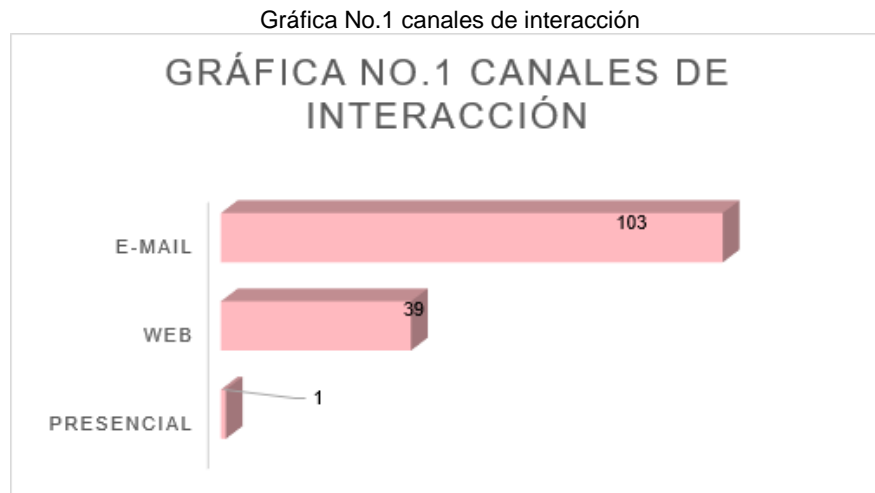 Gráfica No.1 canales de interacción
GRÁFICA NO.1 CANALES DE
INTERACCIÓN
E-MAIL
103
WEB
39
PRESENCIAL
1